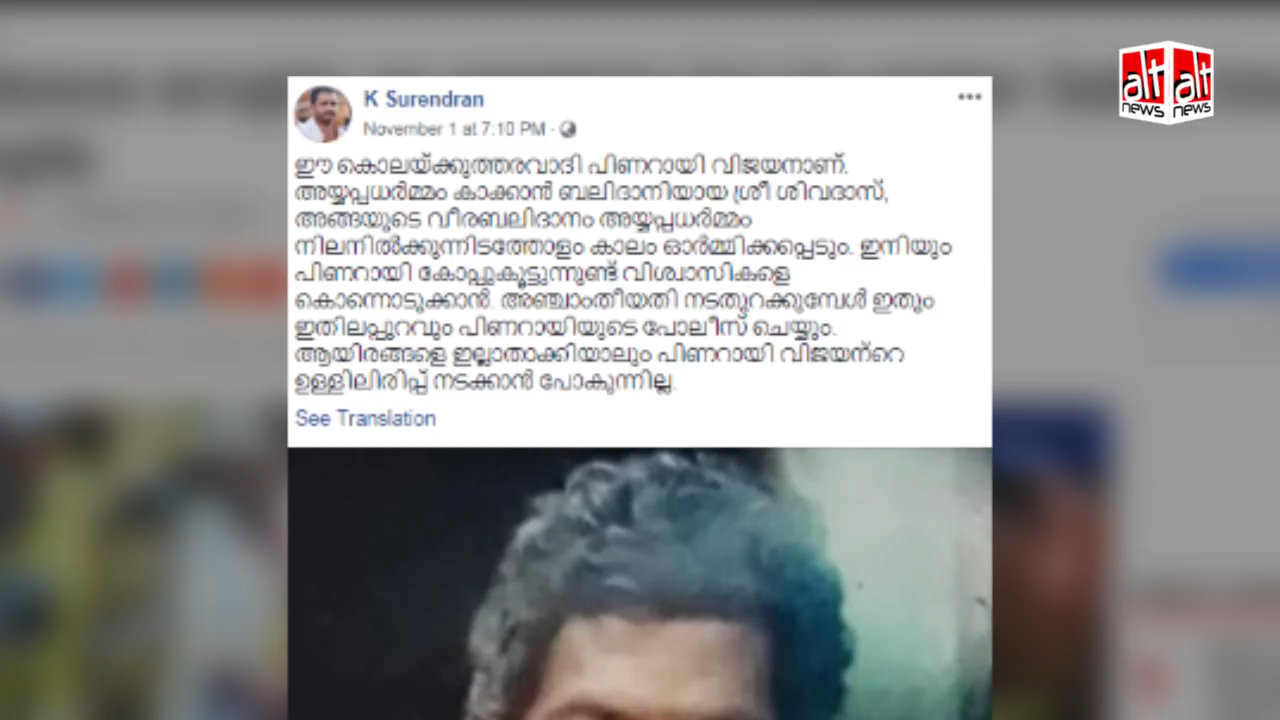 K Surendran
November 1 at 7:10 PM ·
ഈ കൊലയ്ക്കുത്തരവാദി പിണറായി വിജയനാണ്.
അയ്യപ്പധർമ്മം കാക്കാൻ ബലിദാനിയായ ശ്രീ ശിവദാസ്,
അങ്ങയുടെ വീരബലിദാനം അയ്യപ്പധർമ്മം
നിലനിൽക്കുന്നിടത്തോളം കാലം ഓർമ്മിക്കപ്പെടും. ഇനിയും
പിണറായി കോപ്പുകൂട്ടുന്നുണ്ട് വിശ്വാസികളെ
കൊന്നൊടുക്കാൻ. അഞ്ചാംതീയതി നടതുറക്കുമ്പേൾ ഇതും
ഇതിലപ്പുറവും പിണറായിയുടെ പോലീസ് ചെയ്യും.
ആയിരങ്ങളെ ഇല്ലാതാക്കിയാലും പിണറായി വിജയന്റെ
ഉള്ളിലിരിപ്പ് നടക്കാൻ പോകുന്നില്ല.
See Translation
alt news
alt news